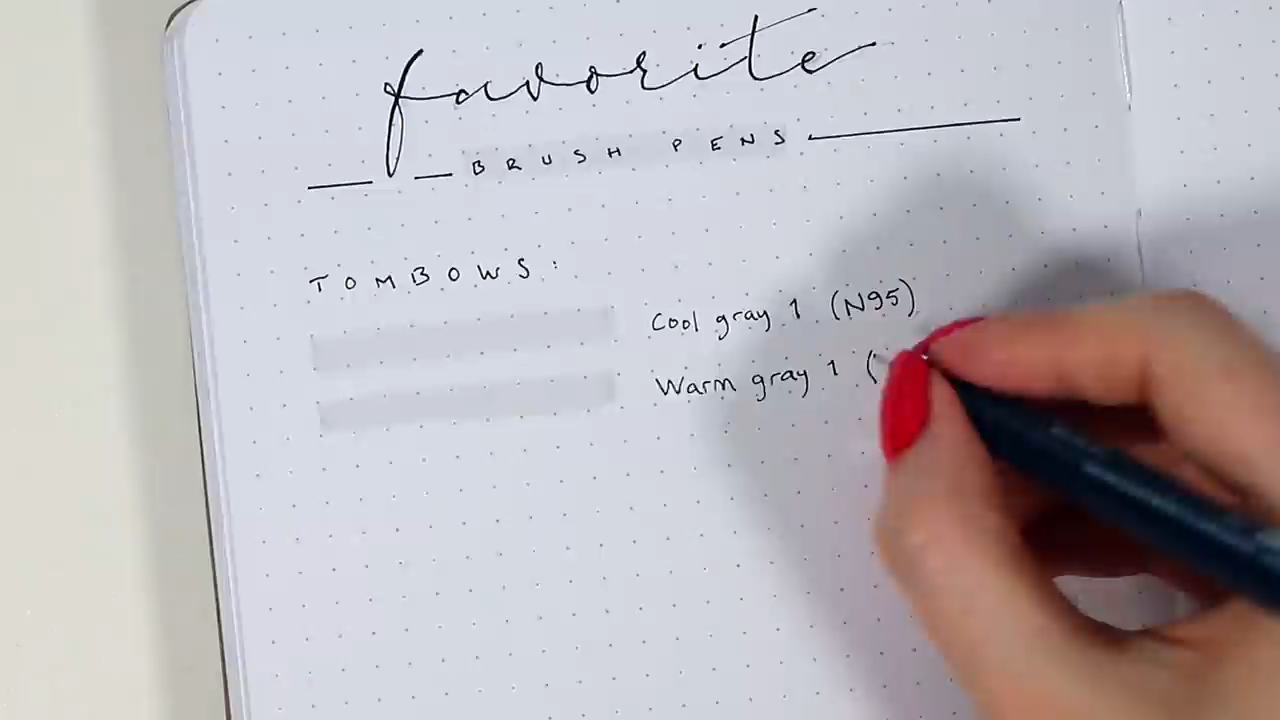 favorite
BRUSH PENS
TOMBOWS:
Cool gray 1 (N95)
Warm gray 1 (